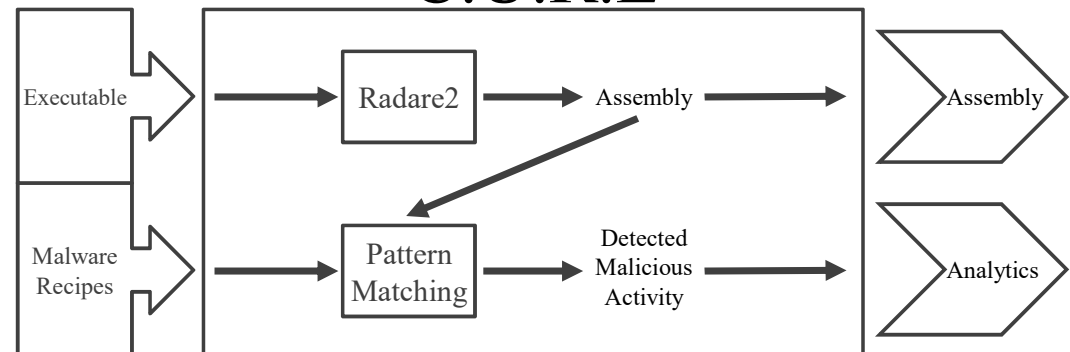 Executable
Radare2
Assembly
Assembly
Malware
Recipes
Pattern
Matching
Detected
Malicious
Activity
Analytics